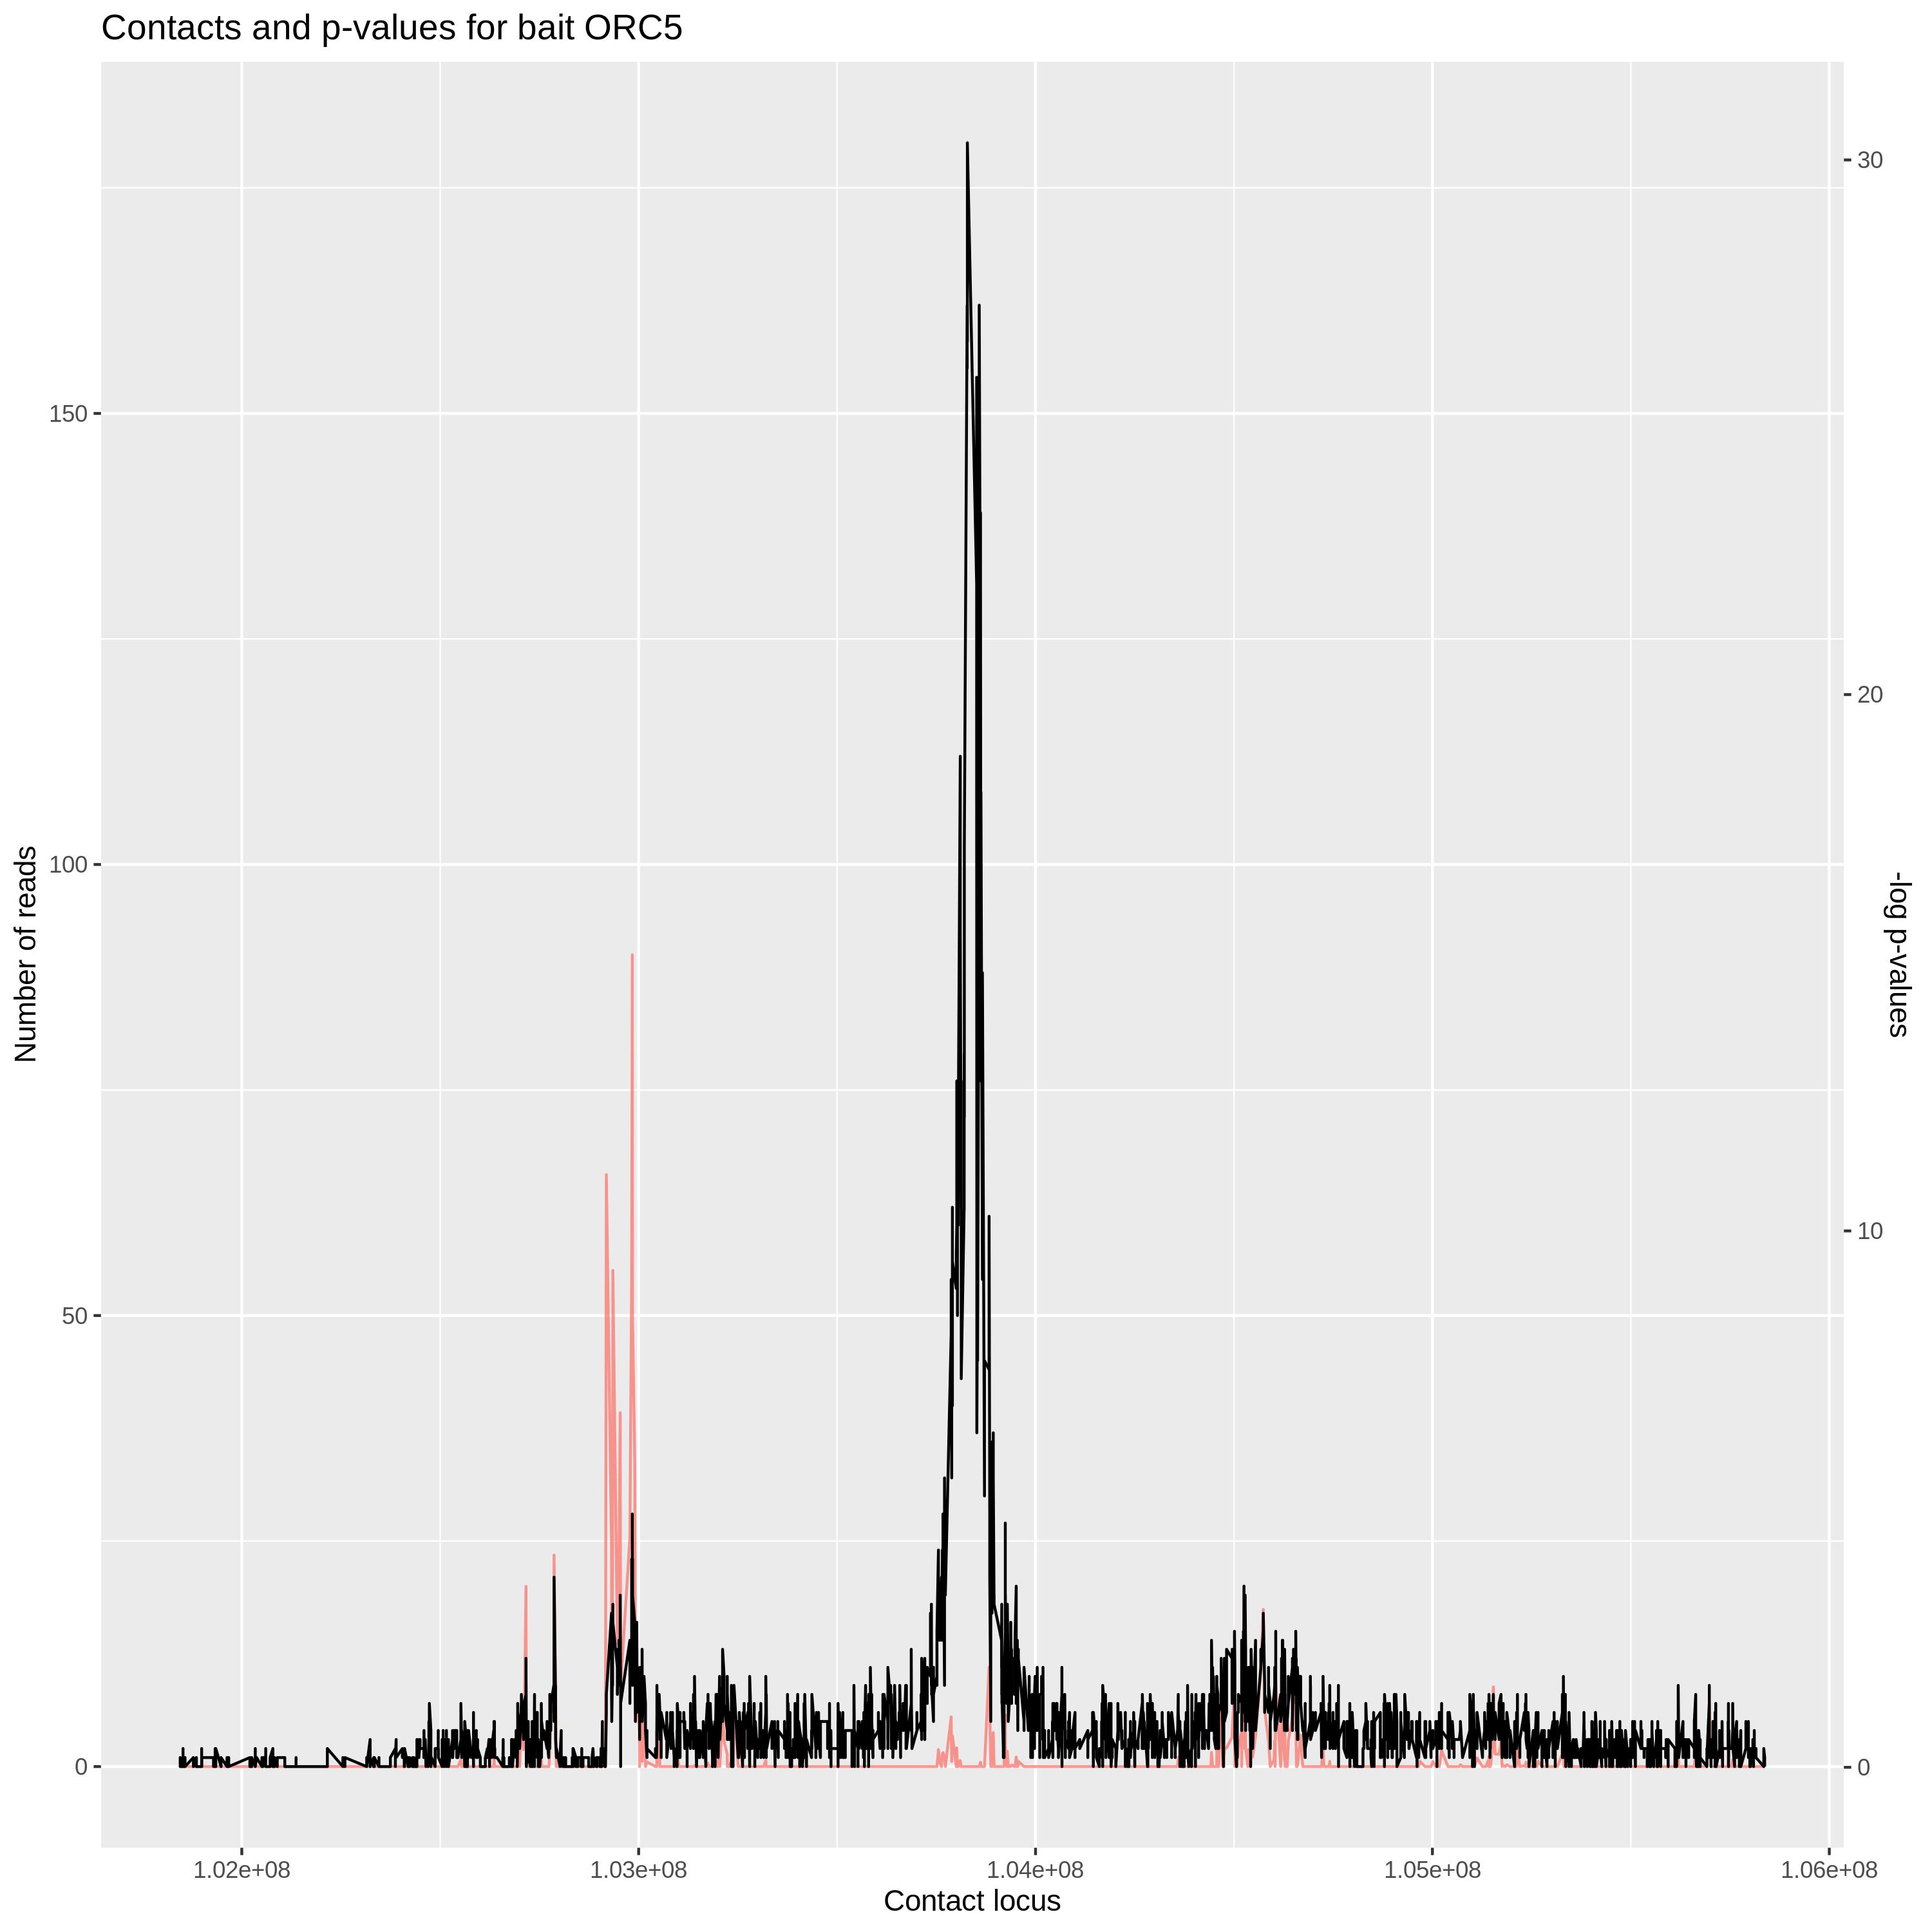 Contacts and p-values for bait ORC5
Number of reads
150
100
50
0
30
20
10
0
-log p-values
1.02e+08
1.03e+08
1.04e+08
1.05e+08
1.06e+08
Contact locus